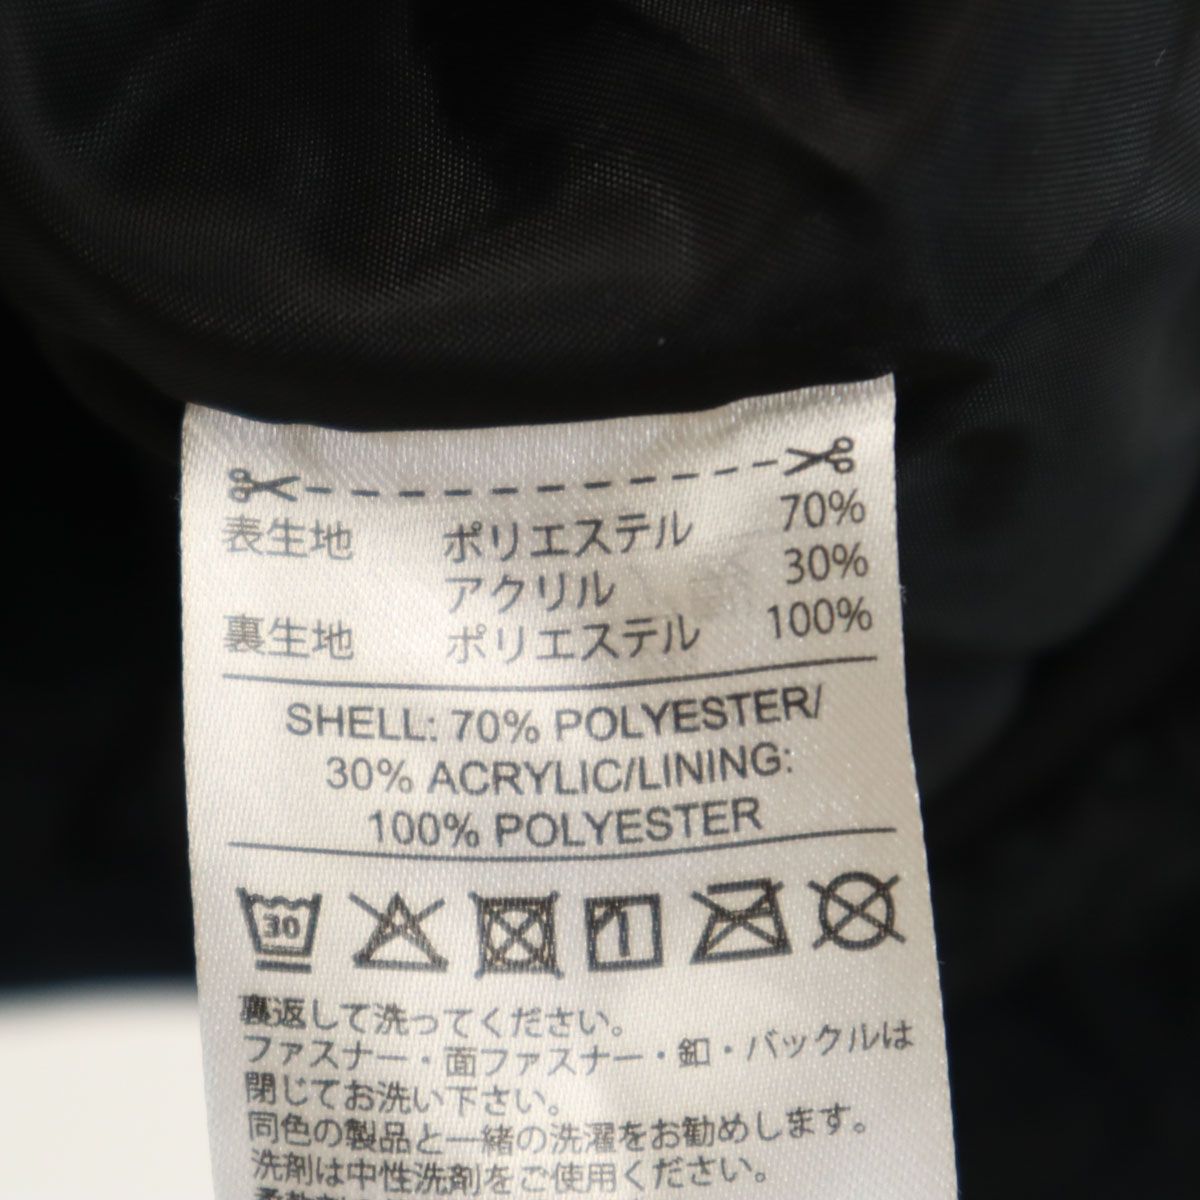 表生地 ポリエステル 70%
アクリル 30%
裏生地 ポリエステル 100%
SHELL: 70% POLYESTER/
30% ACRYLIC/LINING:
100% POLYESTER
30
裏返して洗ってください。
ファスナー・面ファスナー・釦・バックルは
閉じてお洗い下さい。
同色の製品と一緒の洗濯をお勧めします。
洗剤は中性洗剤をご使用ください。